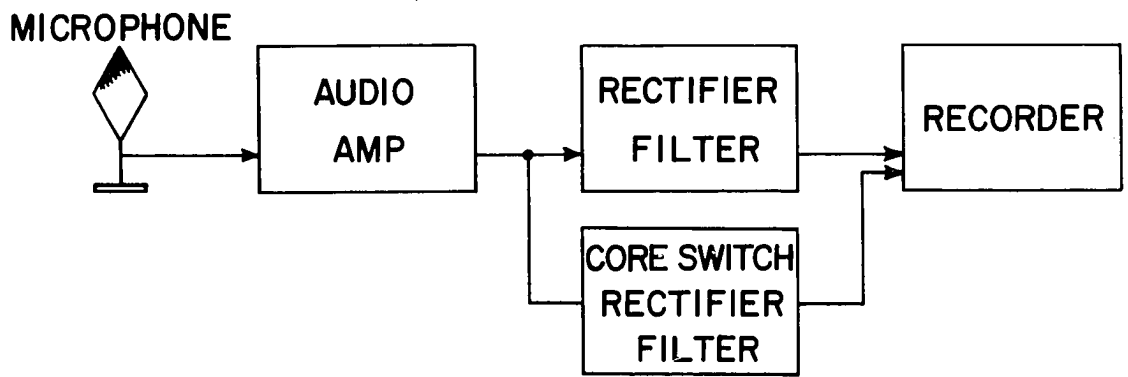 MICROPHONE
AUDIO
AMP
RECTIFIER
FILTER
RECORDER
CORE SWITCH
RECTIFIER
FILTER